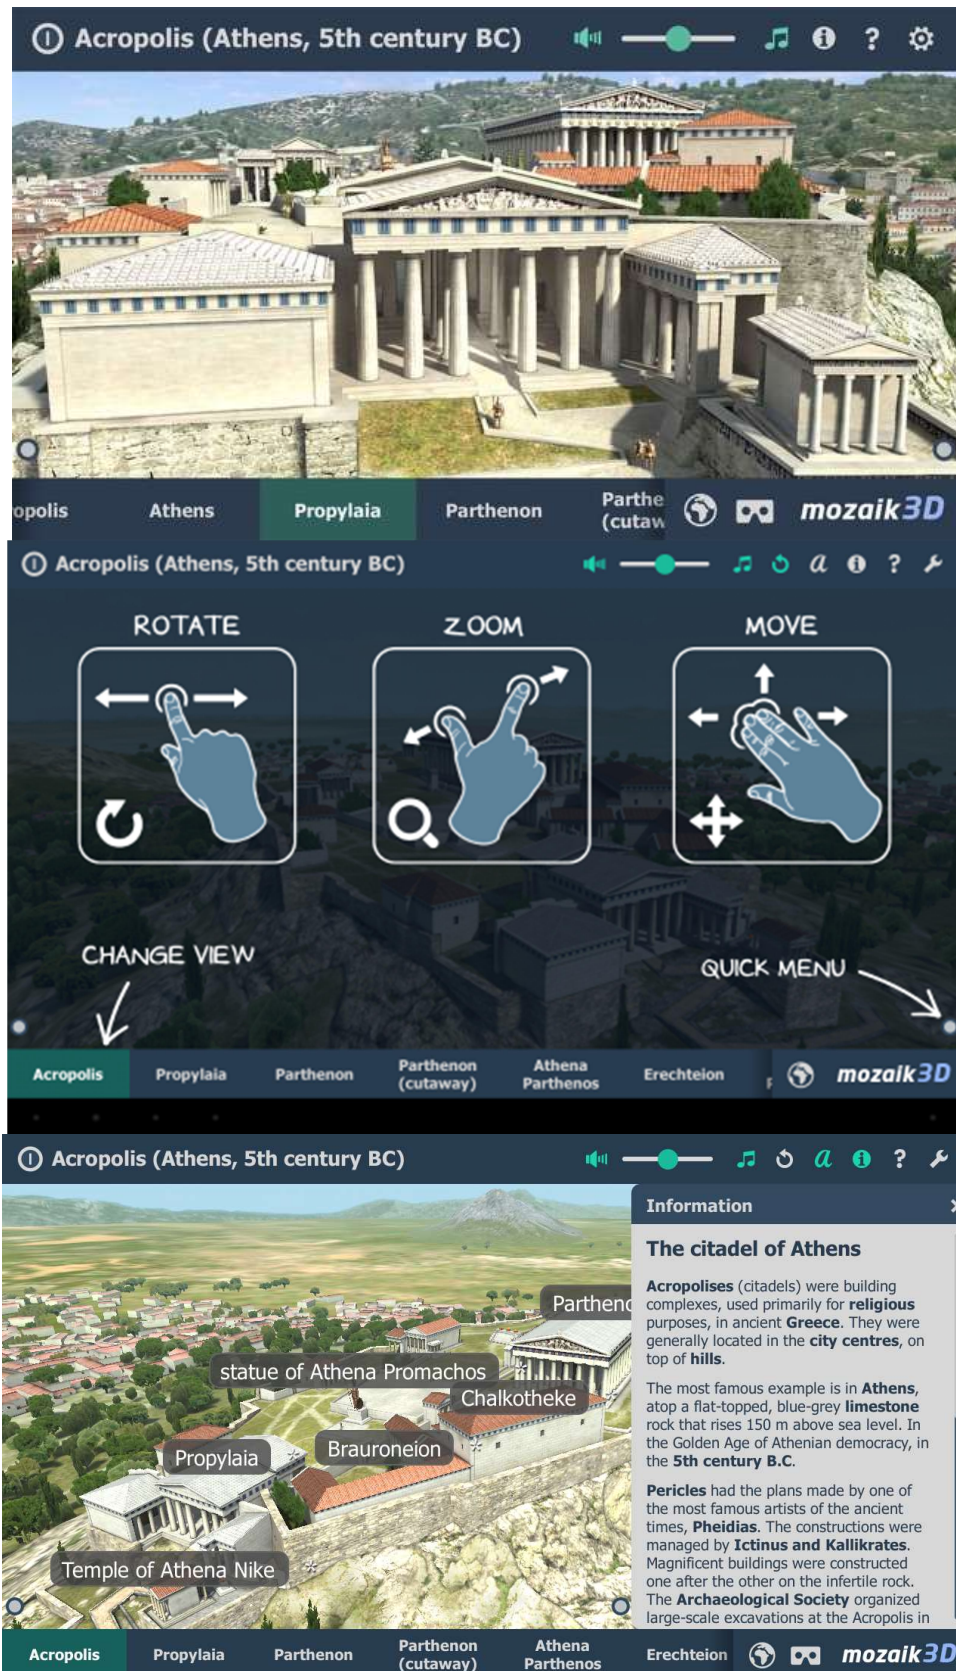 Acropolis (Athens, 5th century BC)
?
opolis
Athens
Propylaia
Parthenon
Parthe
(cutaw
mozaik3D
Acropolis (Athens, 5th century BC)
a
?
ROTATE
ZOOM
MOVE
CHANGE VIEW
QUICK MENU
Acropolis
Propylaia
Parthenon
Parthenon
(cutaway)
Athena
Parthenos
Erechteion
mozaik3D
Acropolis (Athens, 5th century BC)
a
?
Parthenc
statue of Athena Promachos
Chalkotheke
Brauroneion
Propylaia
Temple of Athena Nike
Information
The citadel of Athens
Acropolises (citadels) were building
complexes, used primarily for religious
purposes, in ancient Greece. They were
generally located in the city centres, on
top of hills.
The most famous example is in Athens,
atop a flat-topped, blue-grey limestone
rock that rises 150 m above sea level. In
the Golden Age of Athenian democracy, in
the 5th century B.C.
Pericles had the plans made by one of
the most famous artists of the ancient
times, Pheidias. The constructions were
managed by Ictinus and Kallikrates.
Magnificent buildings were constructed
one after the other on the infertile rock.
The Archaeological Society organized
large-scale excavations at the Acropolis in
Acropolis
Propylaia
Parthenon
Parthenon
(cutaway)
Athena
Parthenos
Erechteion
mozaik3D